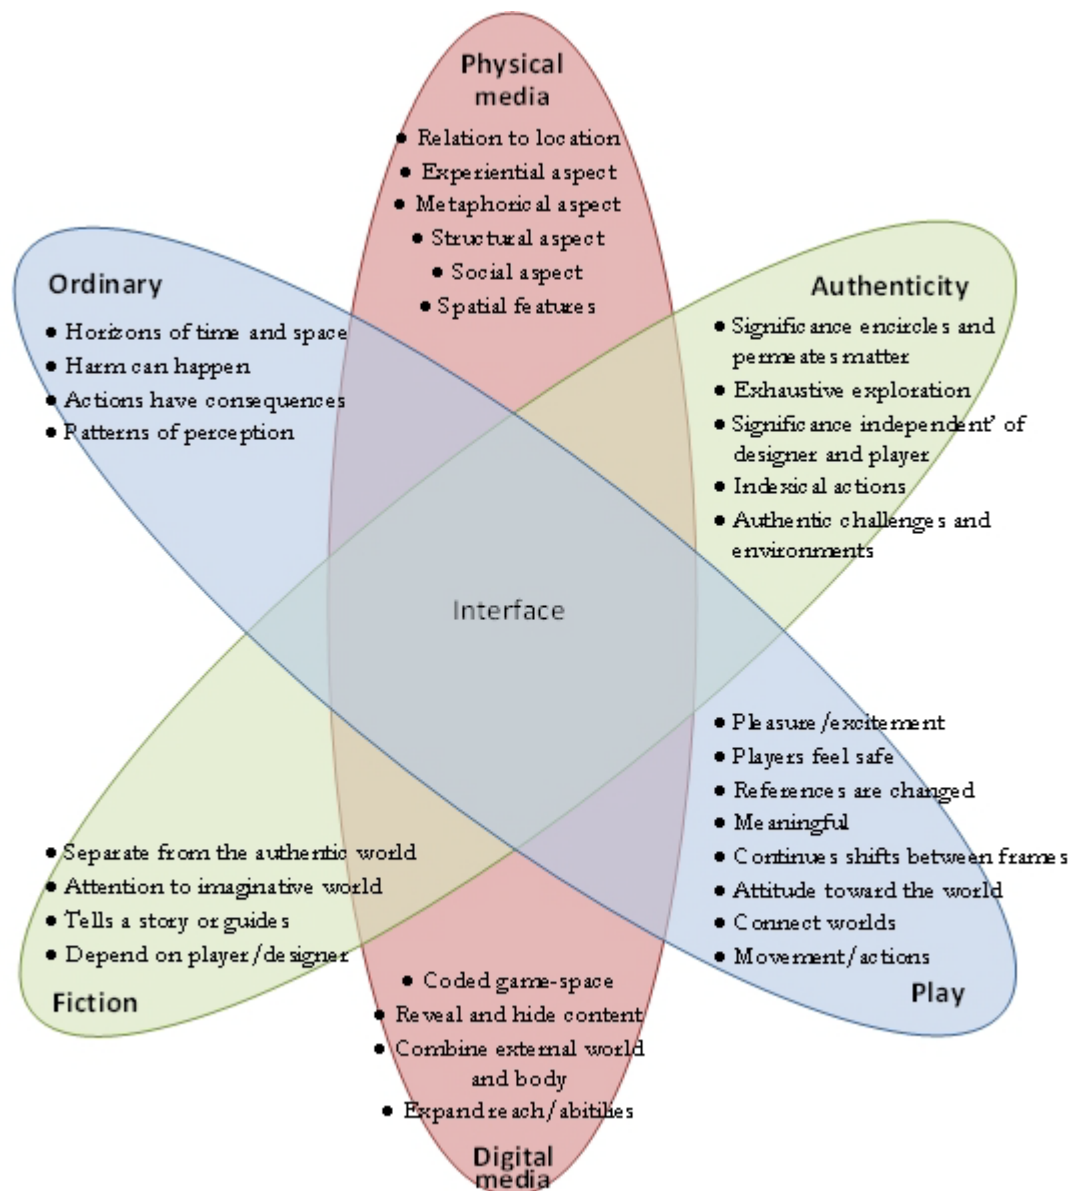 Physical
media
• Relation to location
• Experiential aspect
• Metaphorical aspect
• Structural aspect
• Social aspect
• Spatial features
Ordinary
• Horizons of time and space
• Harm can happen
• Actions have consequences
• Patterns of perception
Authenticity
• Significance encircles and
permeates matter
• Exhaustive exploration
• Significance independent’ of
designer and player
• Indexical actions
• Authentic challenges and
environments
Interface
• Pleasure/excitement
• Players feel safe
• References are changed
• Meaningful
• Continues shifts between frames
• Attitude toward the world
• Connect worlds
• Movement/actions
Play
• Separate from the authentic world
• Attention to imaginative world
• Tells a story or guides
• Depend on player/designer
Fiction
• Coded game-space
• Reveal and hide content
• Combine external world
and body
• Expand reach/abitilies
Digital
media